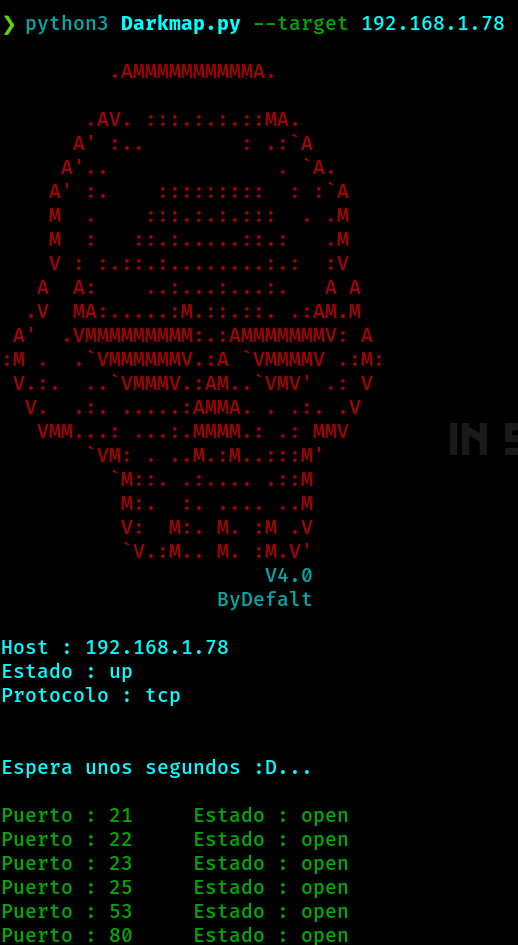 ❯ python3 Darkmap.py --target 192.168.1.78
         .AMMMMMMMMMMA.
       .AV. :::.:.:.::MA.
      A' :..        : .:`A
     A'..              . `A.
    A' :.    :::::::::  : :`A
    M  .    :::.:.:.:::  . .M
    M  :   ::.:.....::.:   .M
    V : :.::.:........:.:  :V
   A  A:    ..:...:...:.   A A
  .V  MA:.....:M.::.::. .:AM.M
 A'  .VMMMMMMMMM:.:AMMMMMMMV: A
:M .  .`VMMMMMMV.:A `VMMMMV .:M:
 V.:.  ..`VMMMV.:AM..`VMV' .: V
  V.  .:. .....:AMMA. . .:. .V
   VMM...: ...:.MMMM.: .: MMV
       `VM: . ..M.:M..:::M'
         `M::. .:.... .::M
          M:.  :. .... ..M
          V:  M:. M. :M .V
          `V.:M.. M. :M.V'
                      V4.0
                  ByDefalt
Host : 192.168.1.78
Estado : up
Protocolo : tcp
Espera unos segundos :D...
Puerto : 21     Estado : open
Puerto : 22     Estado : open
Puerto : 23     Estado : open
Puerto : 25     Estado : open
Puerto : 53     Estado : open
Puerto : 80     Estado : open